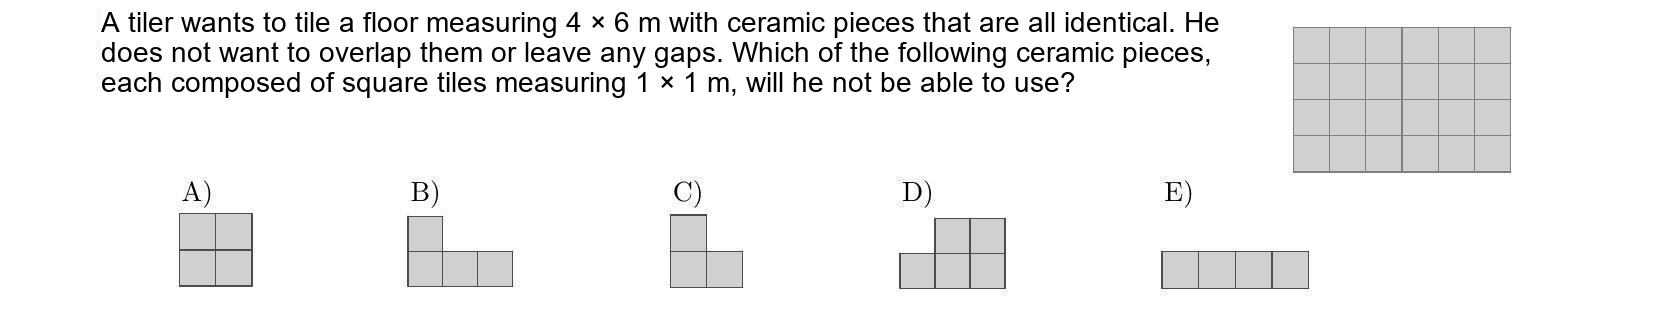 A tiler wants to tile a floor measuring 4 × 6 m with ceramic pieces that are all identical. He
does not want to overlap them or leave any gaps. Which of the following ceramic pieces,
each composed of square tiles measuring 1 × 1 m, will he not be able to use?
A) B) C) D) E)